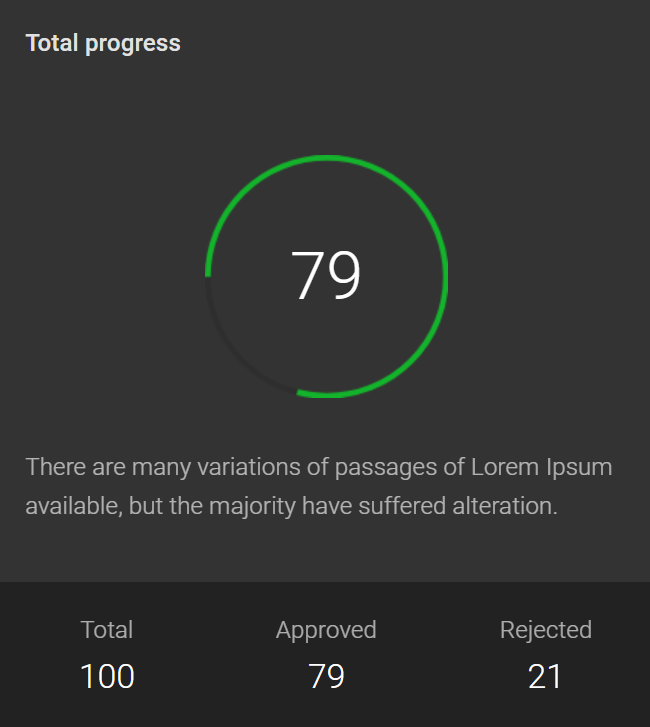 Total progress
79
There are many variations of passages of Lorem Ipsum
available, but the majority have suffered alteration.
Total Approved Rejected
100 79 21